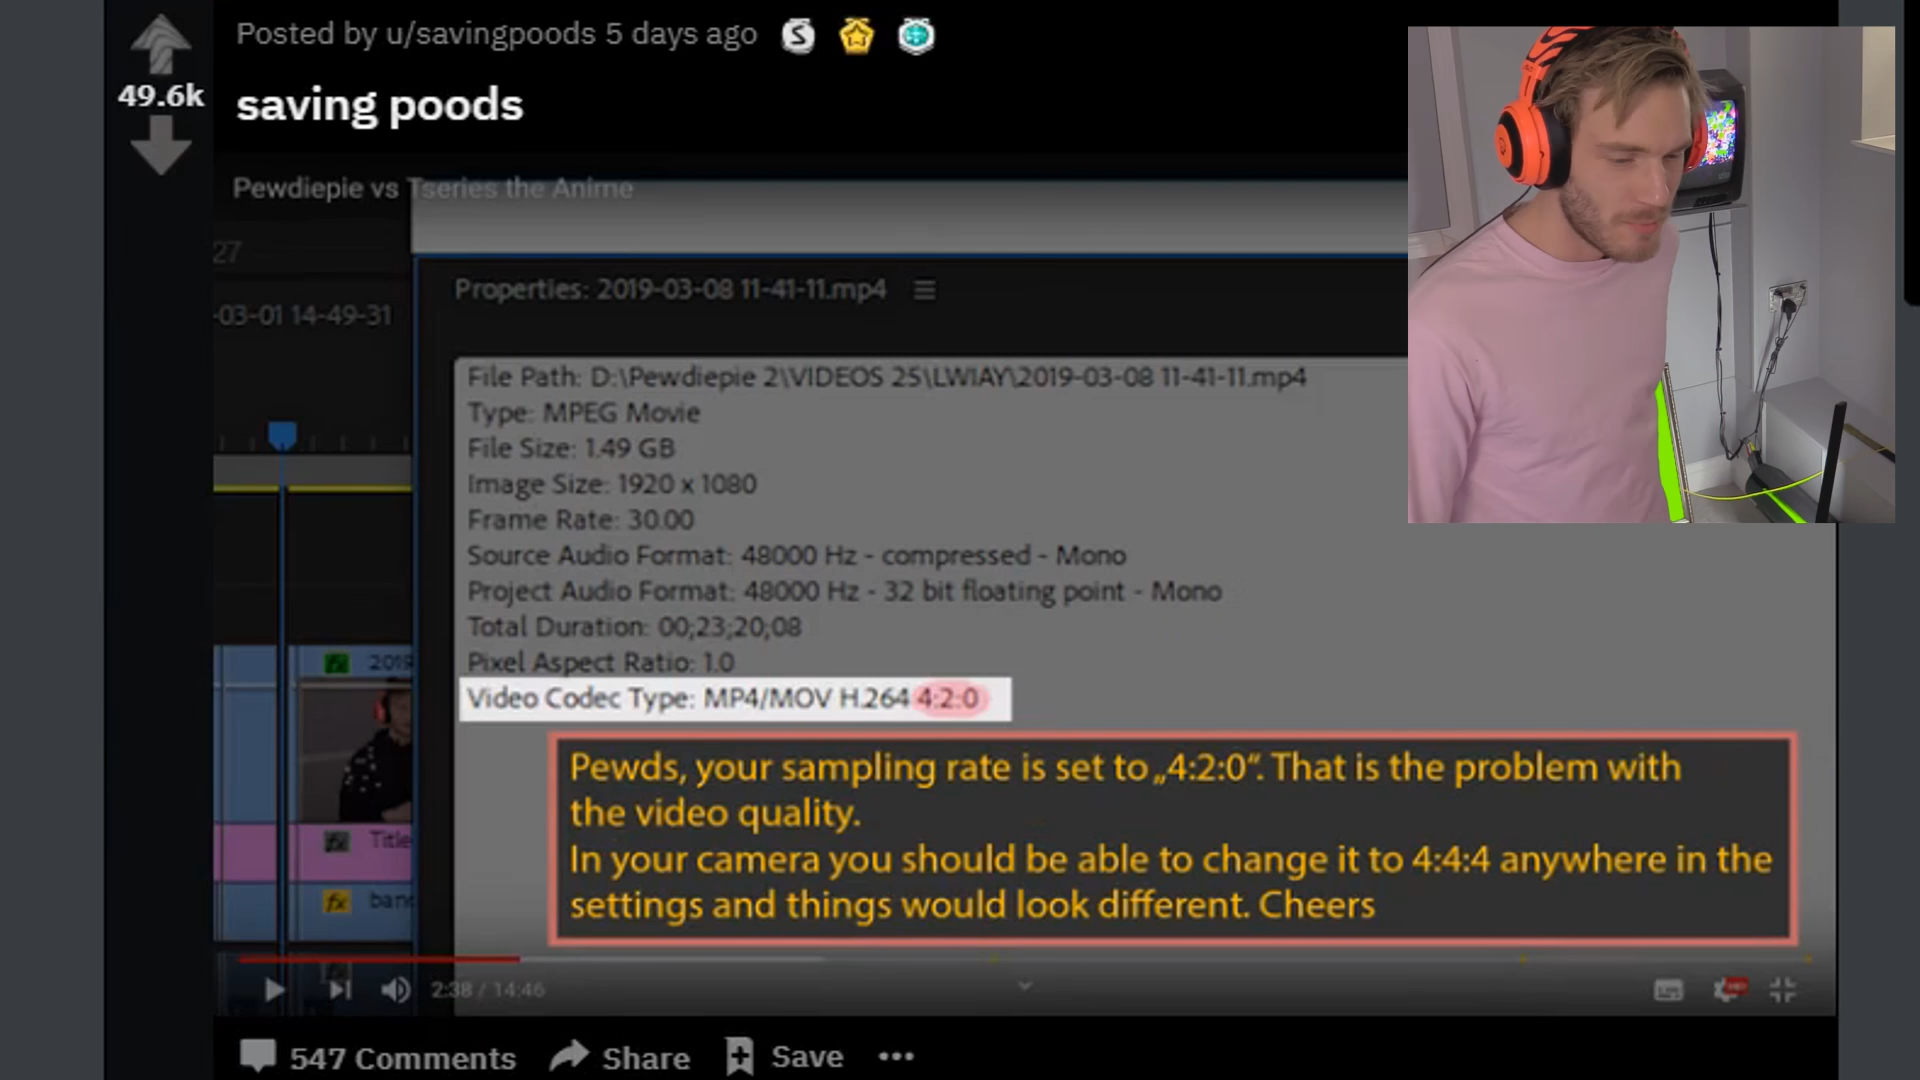 Posted by u/savingpoods 5 days ago
49.6k
saving poods
Pewdiepie vs Tseries the Anime
27
-03-01 14-49-31
Properties: 2019-03-08 11-41-11.mp4
File Path: D:\Pewdiepie 2\VIDEOS 25\LWIAY\2019-03-08 11-41-11.mp4
Type: MPEG Movie
File Size: 1.49 GB
Image Size: 1920 x 1080
Frame Rate: 30.00
Source Audio Format: 48000 Hz - compressed - Mono
Project Audio Format: 48000 Hz - 32 bit floating point - Mono
Total Duration: 00;23;20;08
Pixel Aspect Ratio: 1.0
Video Codec Type: MP4/MOV H.264 4:2:0
fx 2019
fx Title
fx band
Pewds, your sampling rate is set to „4:2:0“. That is the problem with
the video quality.
In your camera you should be able to change it to 4:4:4 anywhere in the
settings and things would look different. Cheers
2:38 / 14:46
547 Comments Share Save